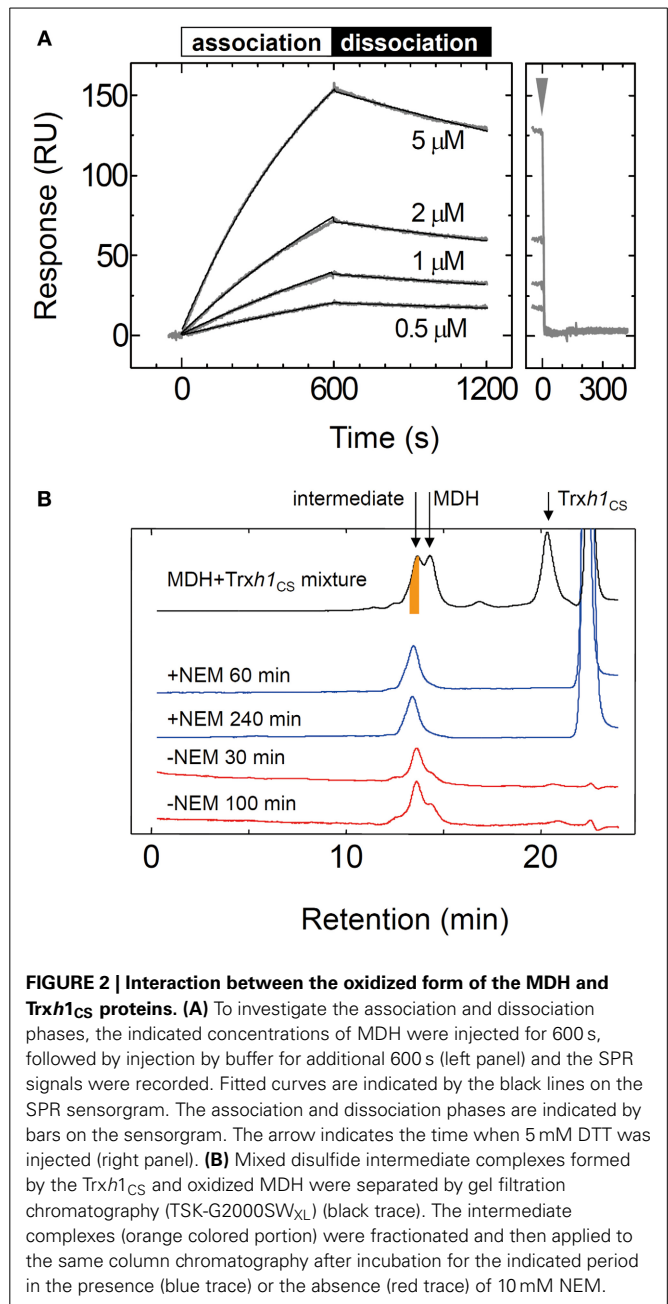 A
association dissociation
150
100
50
0
Response (RU)
5 μM
2 μM
1 μM
0.5 μM
0 600 1200 0 300
Time (s)
B
intermediate MDH Trxh1CS
MDH+Trxh1CS mixture
+NEM 60 min
+NEM 240 min
-NEM 30 min
-NEM 100 min
0 10 20
Retention (min)
FIGURE 2 | Interaction between the oxidized form of the MDH and
Trxh1CS proteins. (A) To investigate the association and dissociation
phases, the indicated concentrations of MDH were injected for 600 s,
followed by injection by buffer for additional 600 s (left panel) and the SPR
signals were recorded. Fitted curves are indicated by the black lines on the
SPR sensorgram. The association and dissociation phases are indicated by
bars on the sensorgram. The arrow indicates the time when 5 mM DTT was
injected (right panel). (B) Mixed disulfide intermediate complexes formed
by the Trxh1CS and oxidized MDH were separated by gel filtration
chromatography (TSK-G2000SWXL) (black trace). The intermediate
complexes (orange colored portion) were fractionated and then applied to
the same column chromatography after incubation for the indicated period
in the presence (blue trace) or the absence (red trace) of 10 mM NEM.